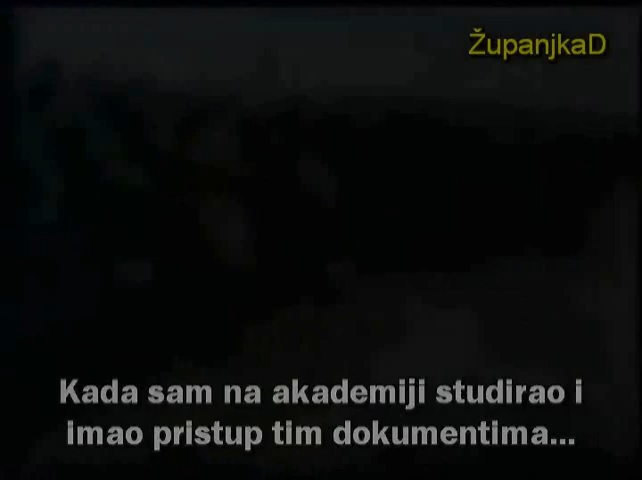 ŽupanjkaD
Kada sam na akademiji studirao i
imao pristup tim dokumentima...